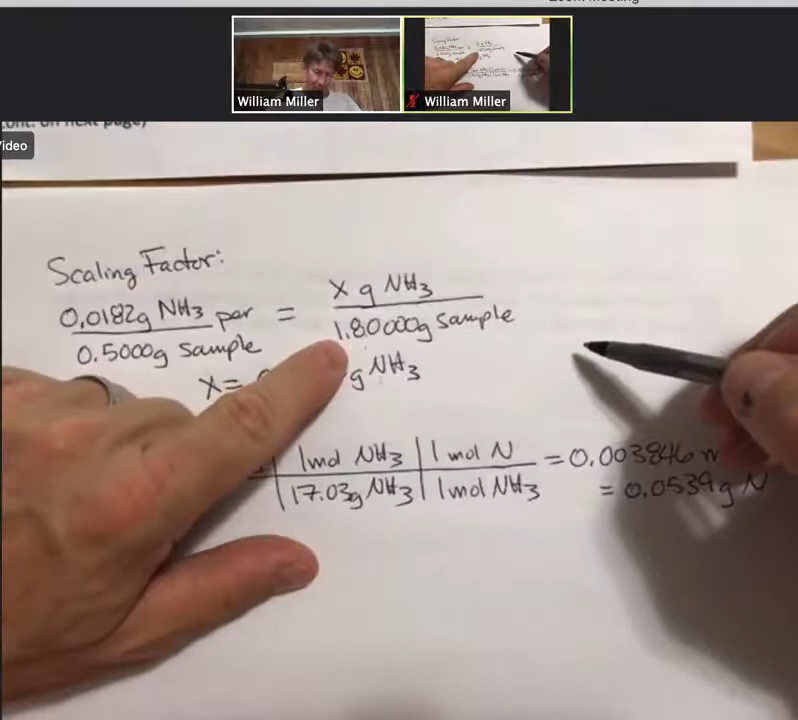 William Miller
William Miller
Video
Scaling Factor:
0.0182g NH3 per = x g NH3
0.5000g sample 1.80000g sample
x= g NH3
1mol NH3 1 mol N = 0.003846
17.03g NH3 1mol NH3 = 0.0539g N